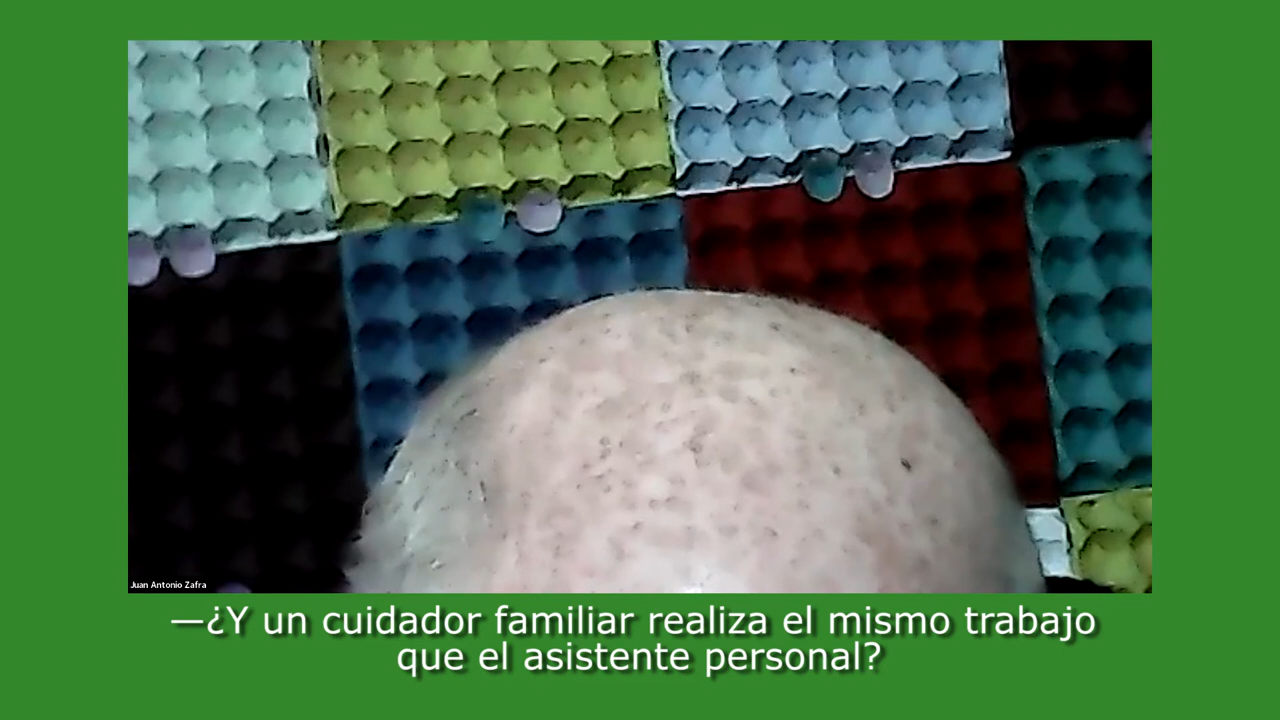 Juan Antonio Zafra
—¿Y un cuidador familiar realiza el mismo trabajo
que el asistente personal?